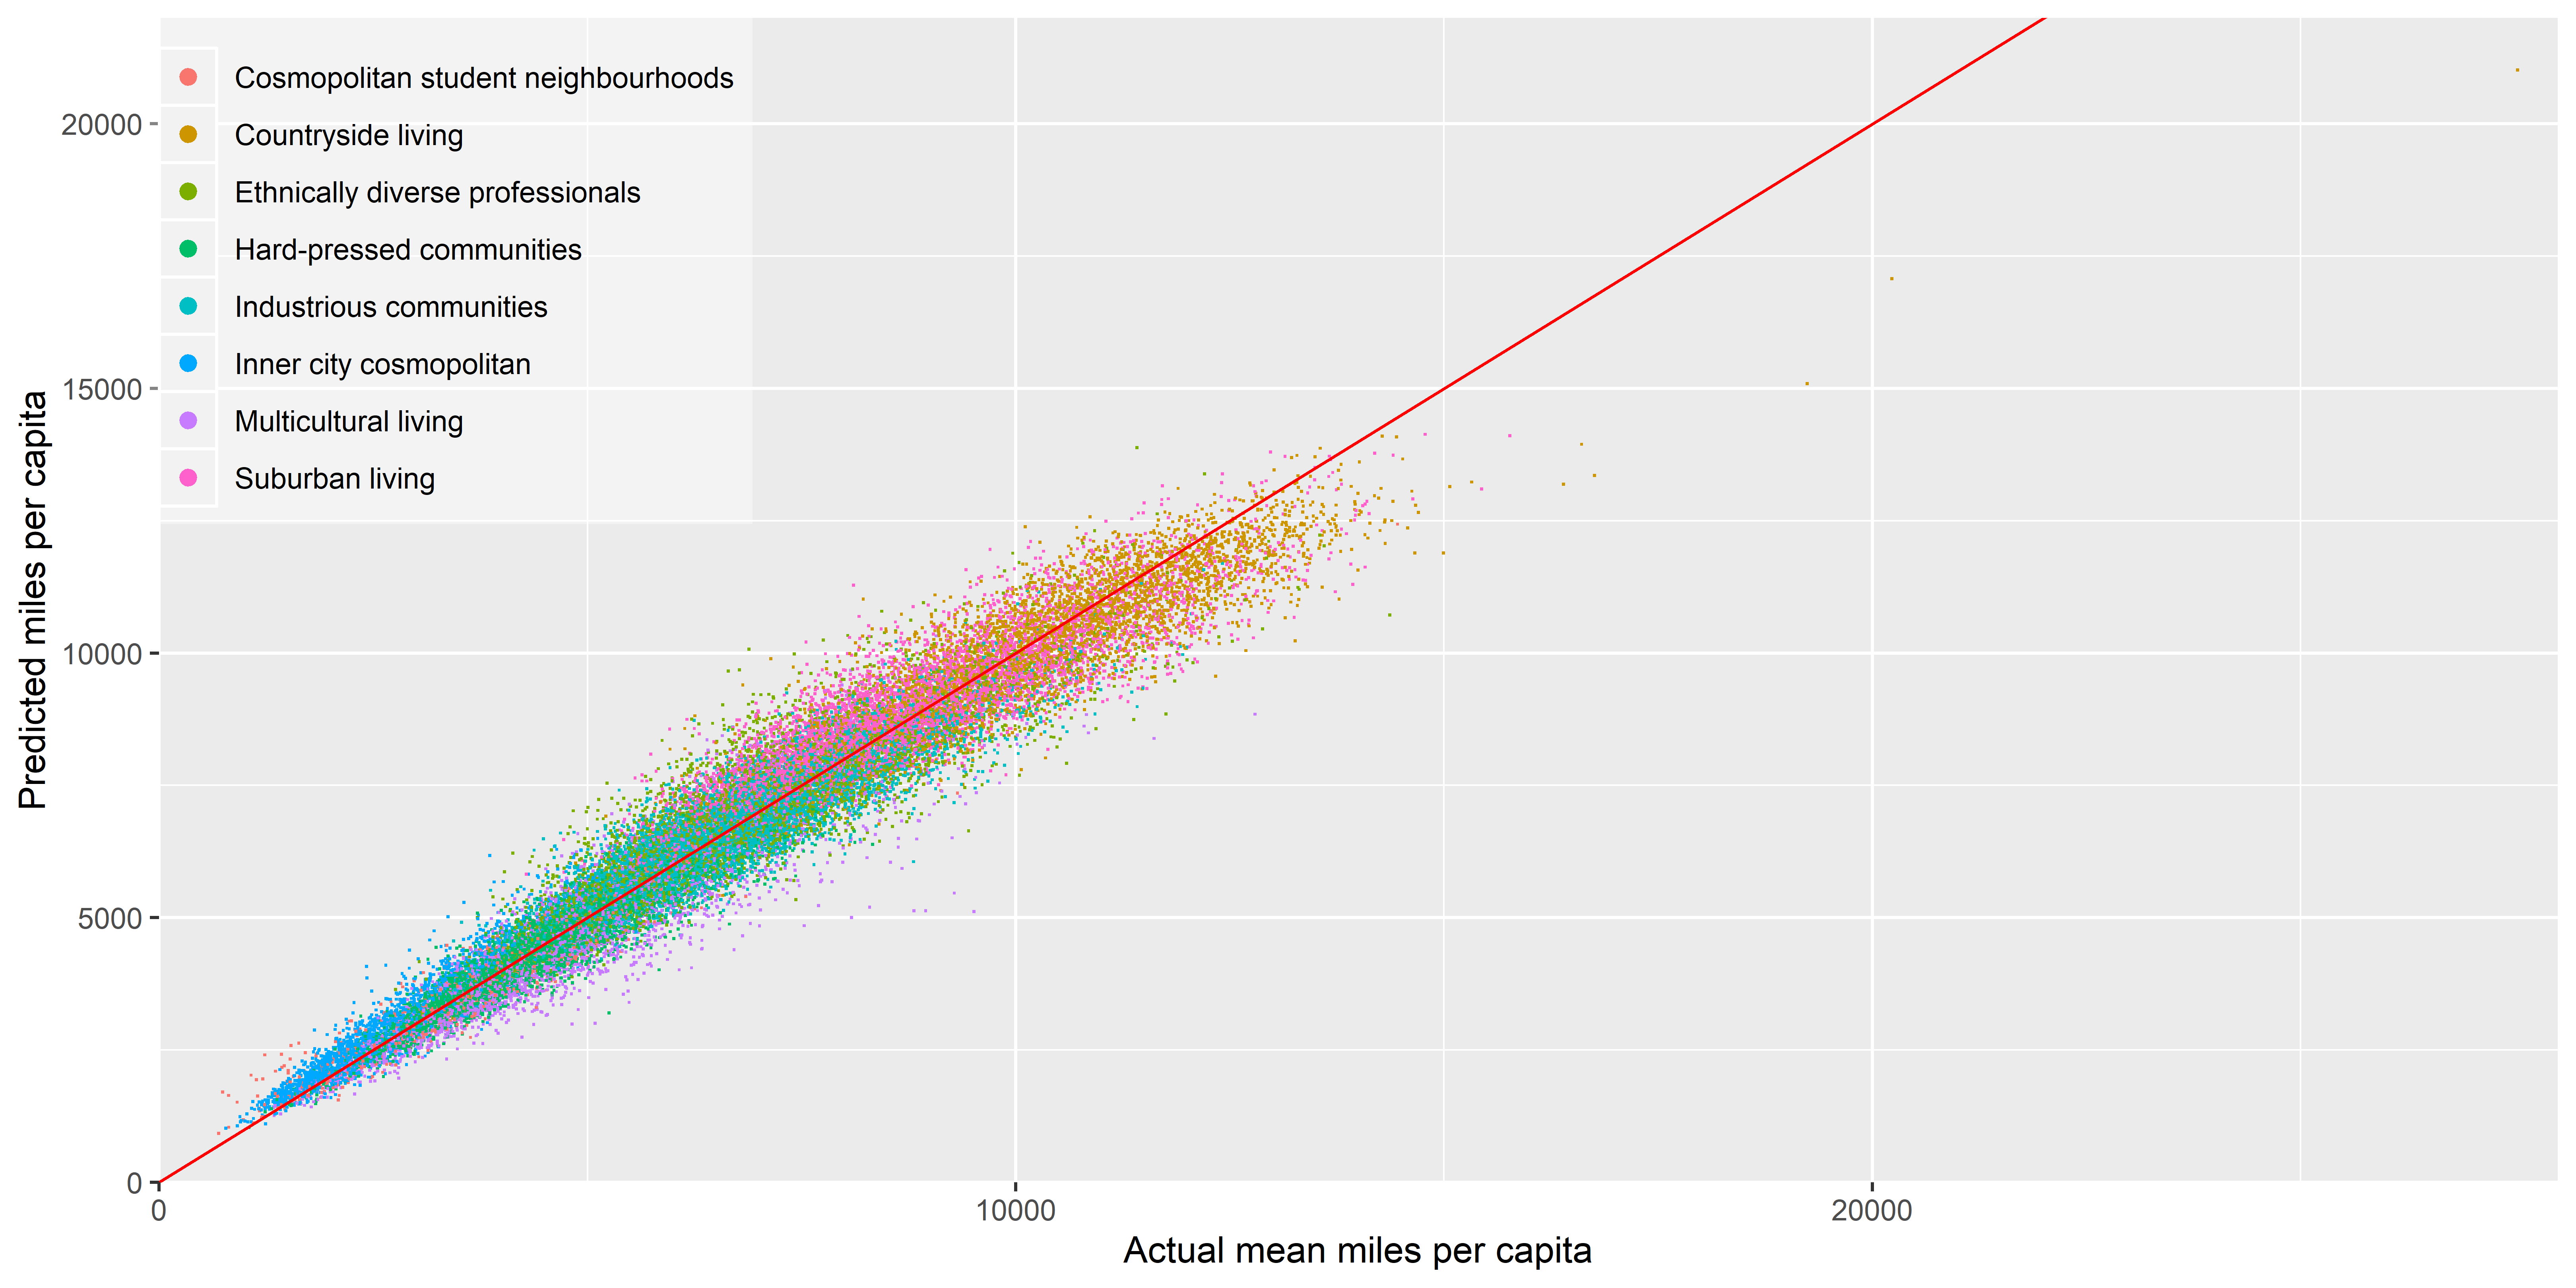 Cosmopolitan student neighbourhoods
Countryside living
Ethnically diverse professionals
Hard-pressed communities
Industrious communities
Inner city cosmopolitan
Multicultural living
Suburban living
Predicted miles per capita
20000
15000
10000
5000
0
0 10000 20000
Actual mean miles per capita